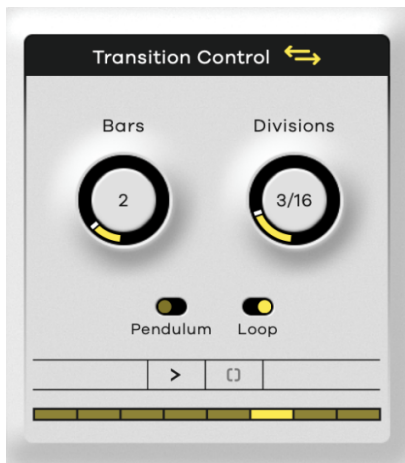 Transition Control
Bars Divisions
2 3/16
Pendulum Loop